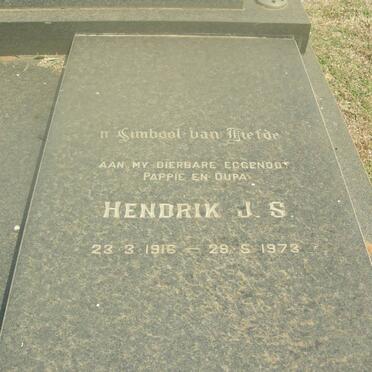 'n Simbool van Liefde
AAN MY DIERBARE EGGENOOT
PAPPIE EN OUPA
HENDRIK J. S.
23·3·1916 – 29·5·1973